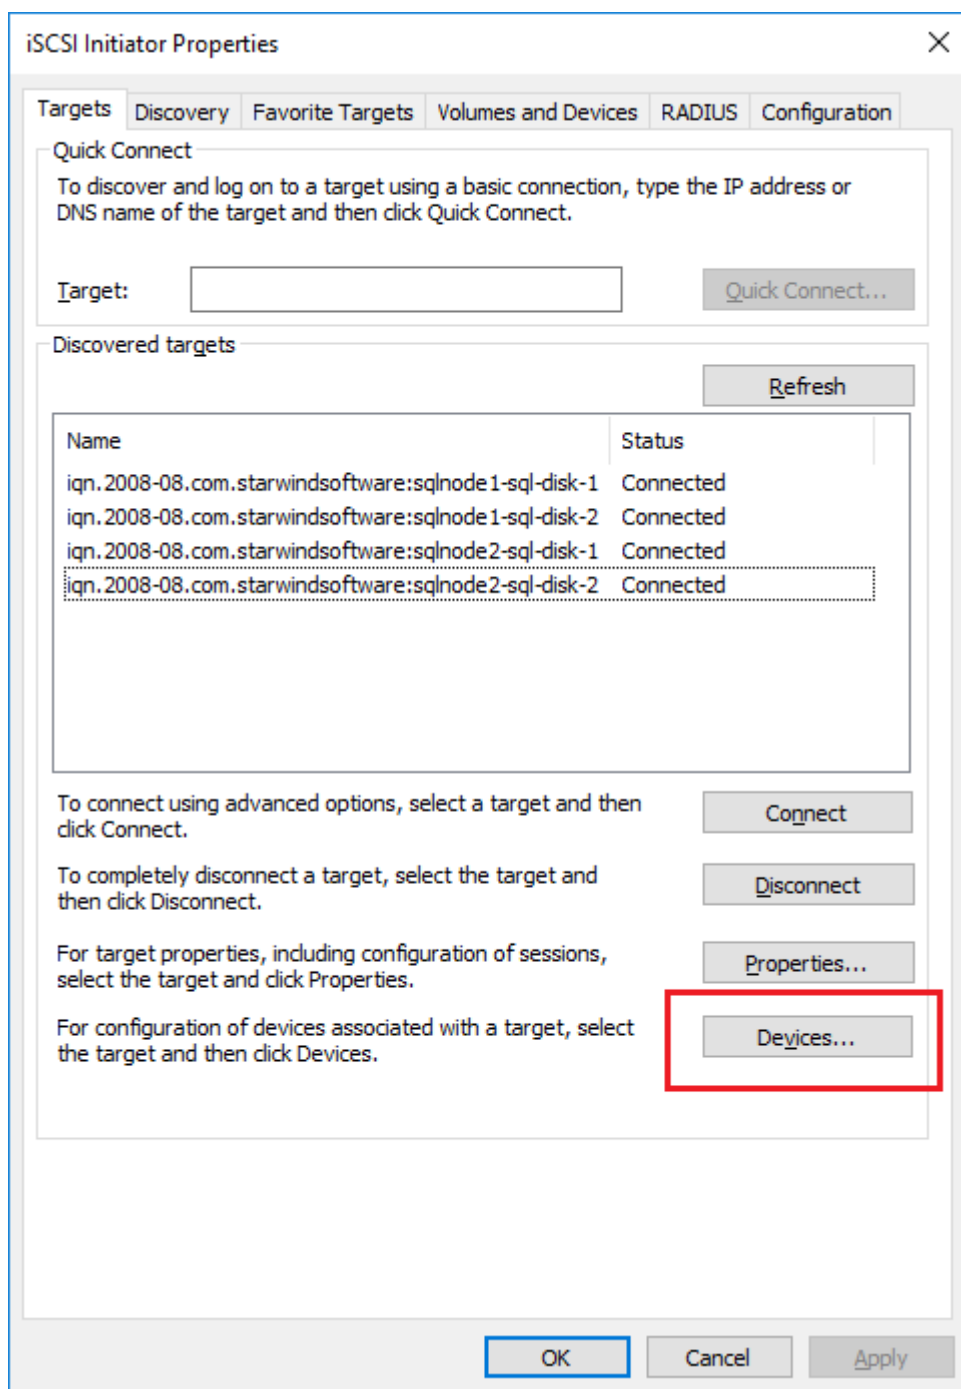 iSCSI Initiator Properties
Targets
Discovery
Favorite Targets
Volumes and Devices
RADIUS
Configuration
Quick Connect
To discover and log on to a target using a basic connection, type the IP address or
DNS name of the target and then click Quick Connect.
Target:
Quick Connect...
Discovered targets
Refresh
Name
Status
iqn.2008-08.com.starwindsoftware:sqlnode1-sql-disk-1 Connected
iqn.2008-08.com.starwindsoftware:sqlnode1-sql-disk-2 Connected
iqn.2008-08.com.starwindsoftware:sqlnode2-sql-disk-1 Connected
iqn.2008-08.com.starwindsoftware:sqlnode2-sql-disk-2 Connected
To connect using advanced options, select a target and then
click Connect.
Connect
To completely disconnect a target, select the target and
then click Disconnect.
Disconnect
For target properties, including configuration of sessions,
select the target and click Properties.
Properties...
For configuration of devices associated with a target, select
the target and then click Devices.
Devices...
OK
Cancel
Apply